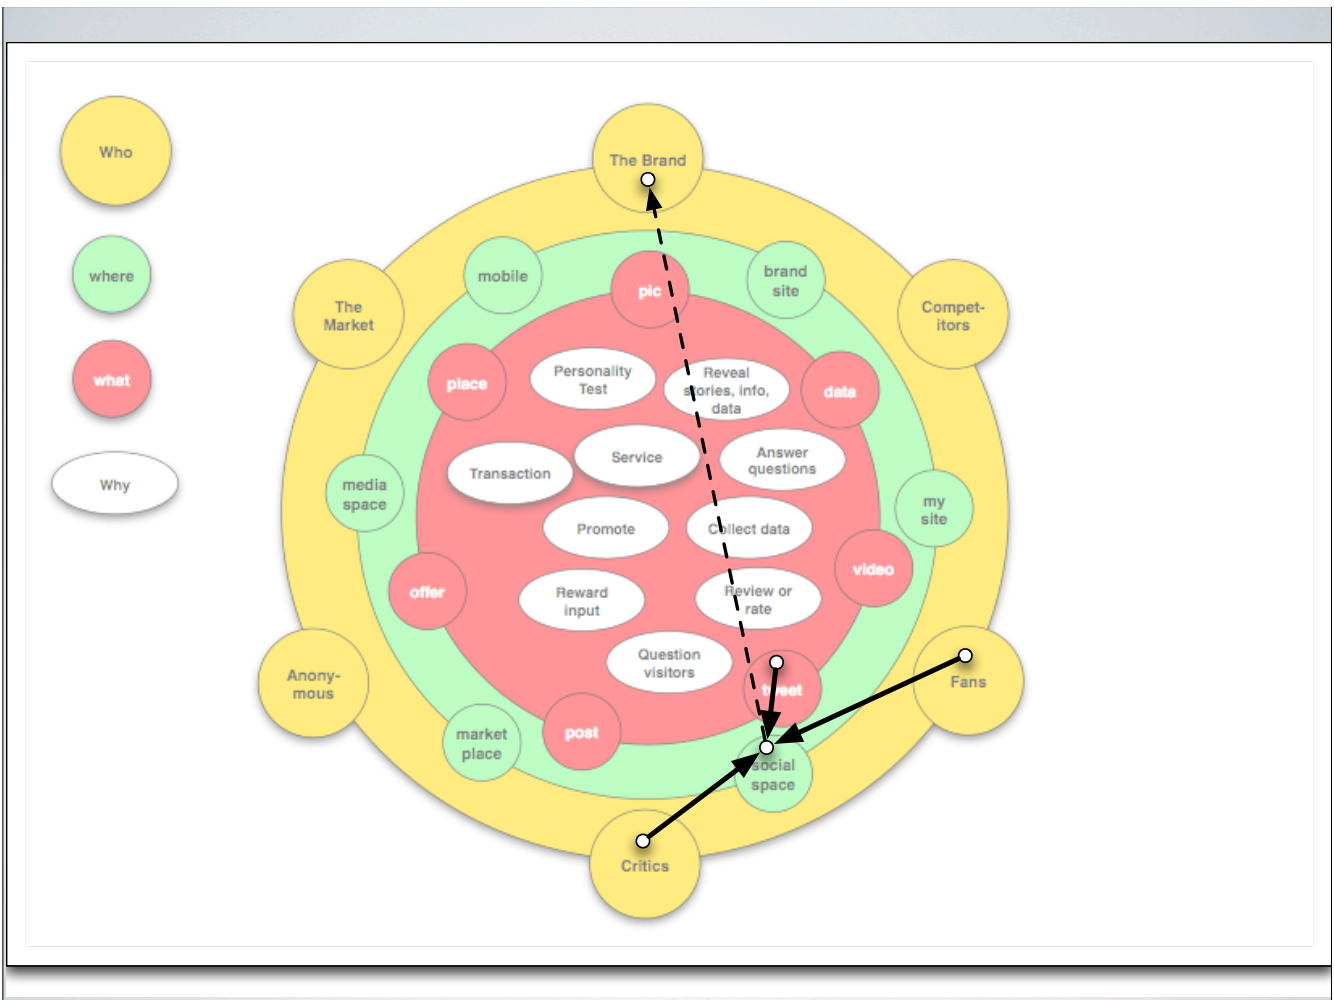 Who
where
what
Why
The Brand
mobile
brand
site
The
Market
Compet-
itors
pic
place
data
Personality
Test
Reveal
stories, info,
data
Transaction
Service
Answer
questions
media
space
my
site
Promote
Collect data
offer
video
Reward
input
Review or
rate
Question
visitors
tweet
Anony-
mous
Fans
market
place
post
social
space
Critics